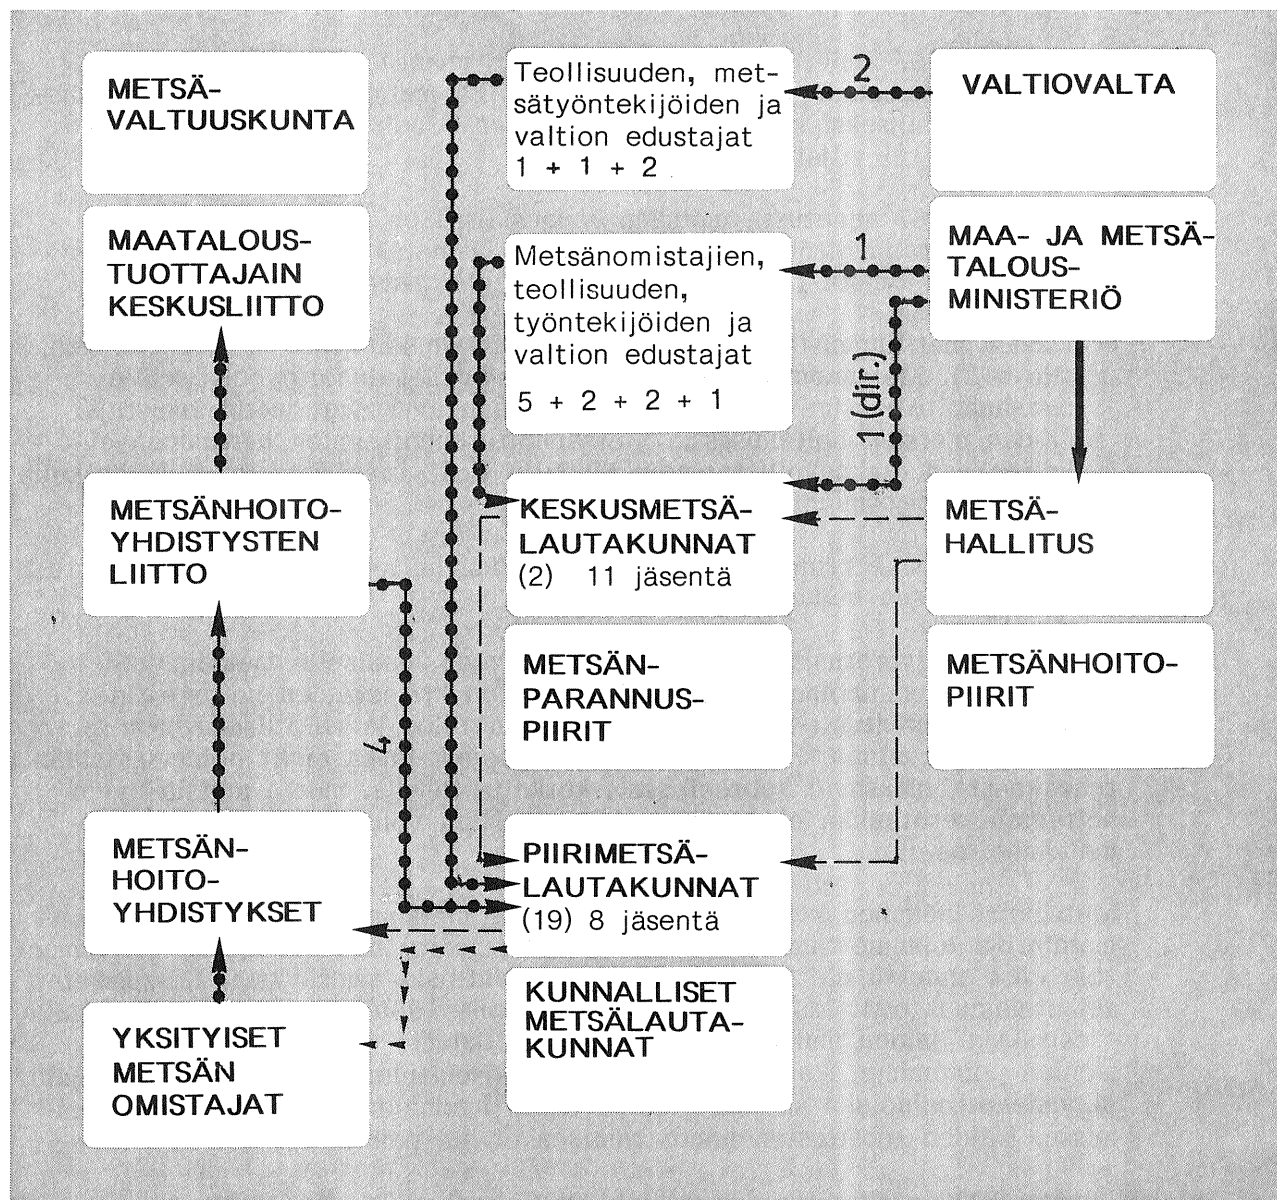 METSÄ-
VALTUUSKUNTA
MAATALOUS-
TUOTTAJAIN
KESKUSLIITTO
METSÄNHOITO-
YHDISTYSTEN
LIITTO
METSÄN-
HOITO-
YHDISTYKSET
YKSITYISET
METSÄN
OMISTAJAT
4
Teollisuuden, met-
sätyöntekijöiden ja
valtion edustajat
1 + 1 + 2
Metsänomistajien,
teollisuuden,
työntekijöiden ja
valtion edustajat
5 + 2 + 2 + 1
KESKUSMETSÄ-
LAUTAKUNNAT
(2) 11 jäsentä
METSÄN-
PARANNUS-
PIIRIT
PIIRIMETSÄ-
LAUTAKUNNAT
(19) 8 jäsentä
KUNNALLISET
METSÄLAUTA-
KUNNAT
2
1
1 (dir.)
VALTIOVALTA
MAA- JA METSÄ-
TALOUS-
MINISTERIÖ
METSÄ-
HALLITUS
METSÄNHOITO-
PIIRIT